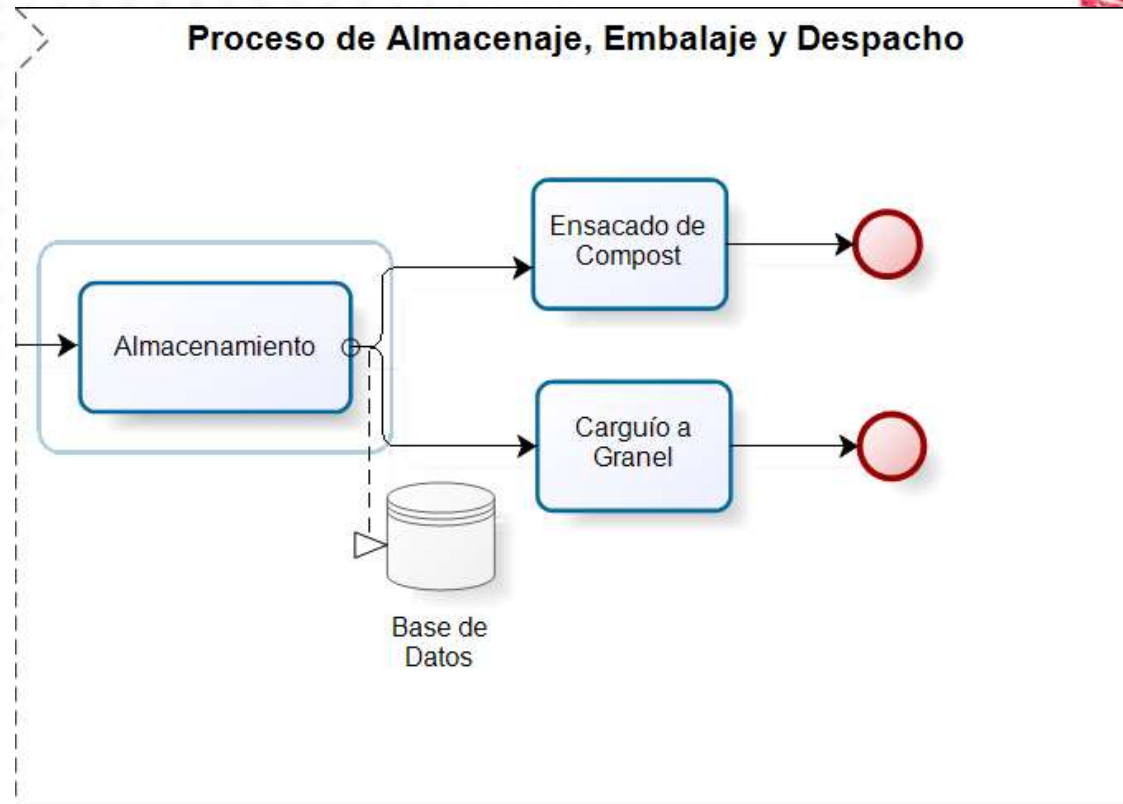 Proceso de Almacenaje, Embalaje y Despacho
Ensacado de
Compost
Almacenamiento
Carguío a
Granel
Base de
Datos